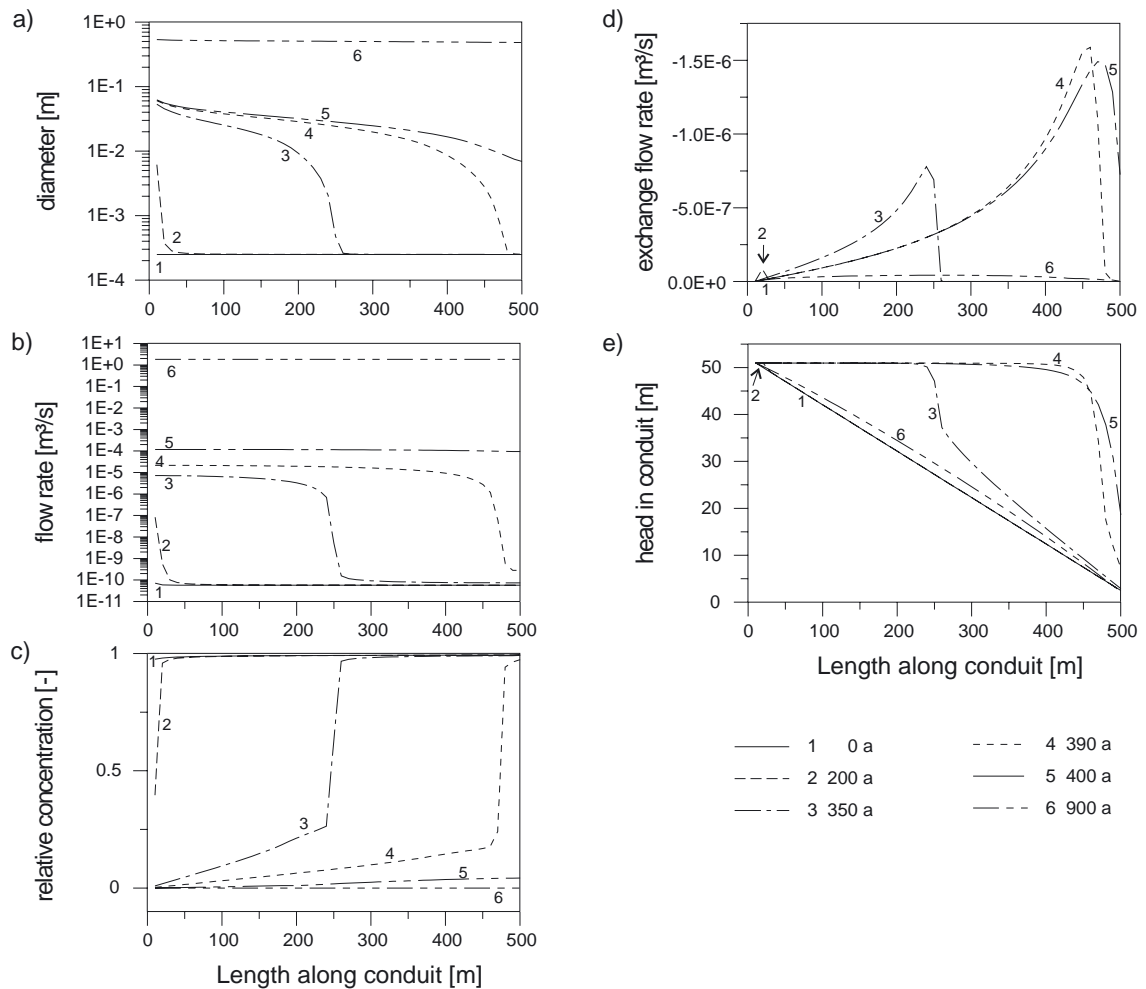 a)
1E+0
1E-1
1E-2
1E-3
1E-4
diameter [m]
0 100 200 300 400 500
6
5
4
3
2
1
b)
1E+1
1E+0
1E-1
1E-2
1E-3
1E-4
1E-5
1E-6
1E-7
1E-8
1E-9
1E-10
1E-11
flow rate [m³/s]
0 100 200 300 400 500
6
5
4
3
2
1
c)
1
0.5
0
relative concentration [-]
0 100 200 300 400 500
Length along conduit [m]
1
2
3
4
5
6
d)
-1.5E-6
-1.0E-6
-5.0E-7
0.0E+0
exchange flow rate [m³/s]
0 100 200 300 400 500
4
5
3
2
1
6
e)
50
40
30
20
10
0
head in conduit [m]
0 100 200 300 400 500
Length along conduit [m]
2
1
6
3
4
5
1 0 a
2 200 a
3 350 a
4 390 a
5 400 a
6 900 a